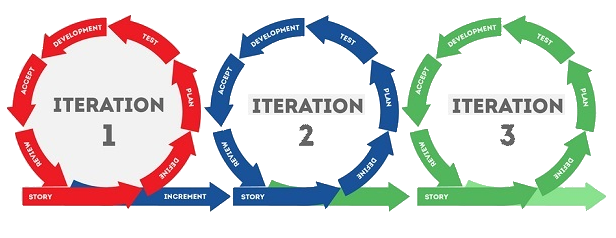 DEVELOPMENT
TEST
ACCEPT
PLAN
ITERATION
1
REVIEW
DEFINE
STORY
INCREMENT
DEVELOPMENT
TEST
ACCEPT
PLAN
ITERATION
2
REVIEW
DEFINE
STORY
DEVELOPMENT
TEST
ACCEPT
PLAN
ITERATION
3
REVIEW
DEFINE
STORY